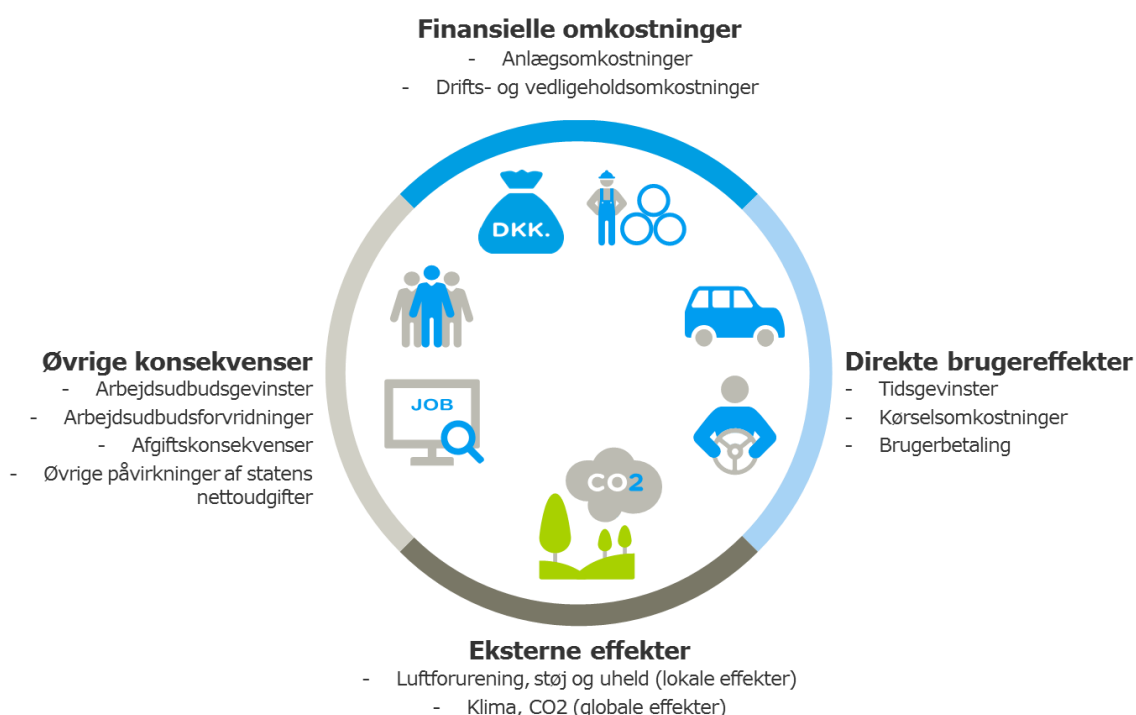 Finansielle omkostninger
- Anlægsomkostninger
- Drifts- og vedligeholdsomkostninger
DKK.
Øvrige konsekvenser
- Arbejdsudbudsgevinster
- Arbejdsudbudsforvridninger
- Afgiftskonsekvenser
- Øvrige påvirkninger af statens
nettoudgifter
JOB
Direkte brugereffekter
- Tidsgevinster
- Kørselsomkostninger
- Brugerbetaling
CO2
Eksterne effekter
- Luftforurening, støj og uheld (lokale effekter)
- Klima, CO2 (globale effekter)